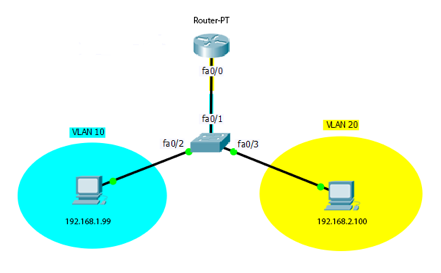 Router-PT
fa0/0
fa0/1
VLAN 10
VLAN 20
fa0/2
fa0/3
192.168.1.99
192.168.2.100